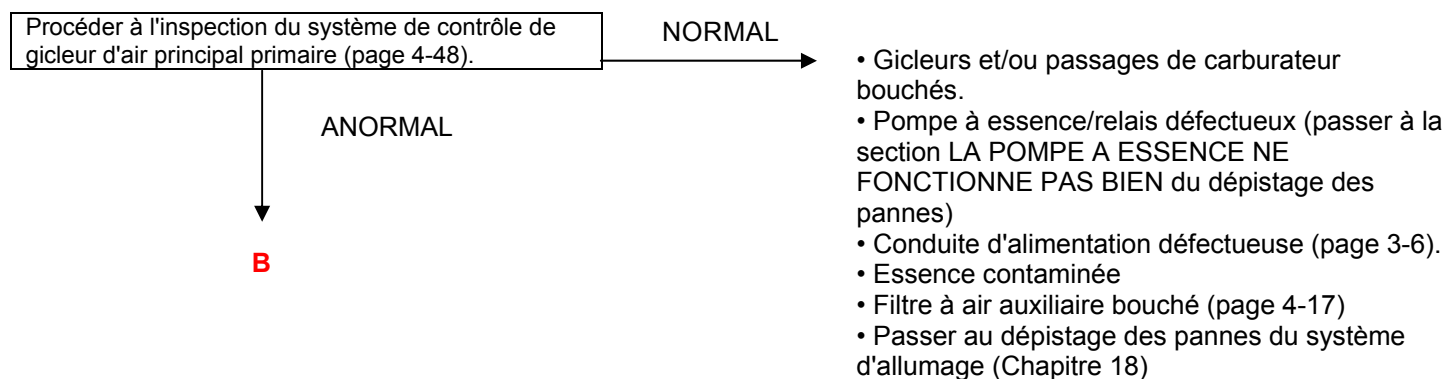 Procéder à l'inspection du système de contrôle de
gicleur d'air principal primaire (page 4-48).
NORMAL
ANORMAL
B
• Gicleurs et/ou passages de carburateur
bouchés.
• Pompe à essence/relais défectueux (passer à la
section LA POMPE A ESSENCE NE
FONCTIONNE PAS BIEN du dépistage des
pannes)
• Conduite d'alimentation défectueuse (page 3-6).
• Essence contaminée
• Filtre à air auxiliaire bouché (page 4-17)
• Passer au dépistage des pannes du système
d'allumage (Chapitre 18)